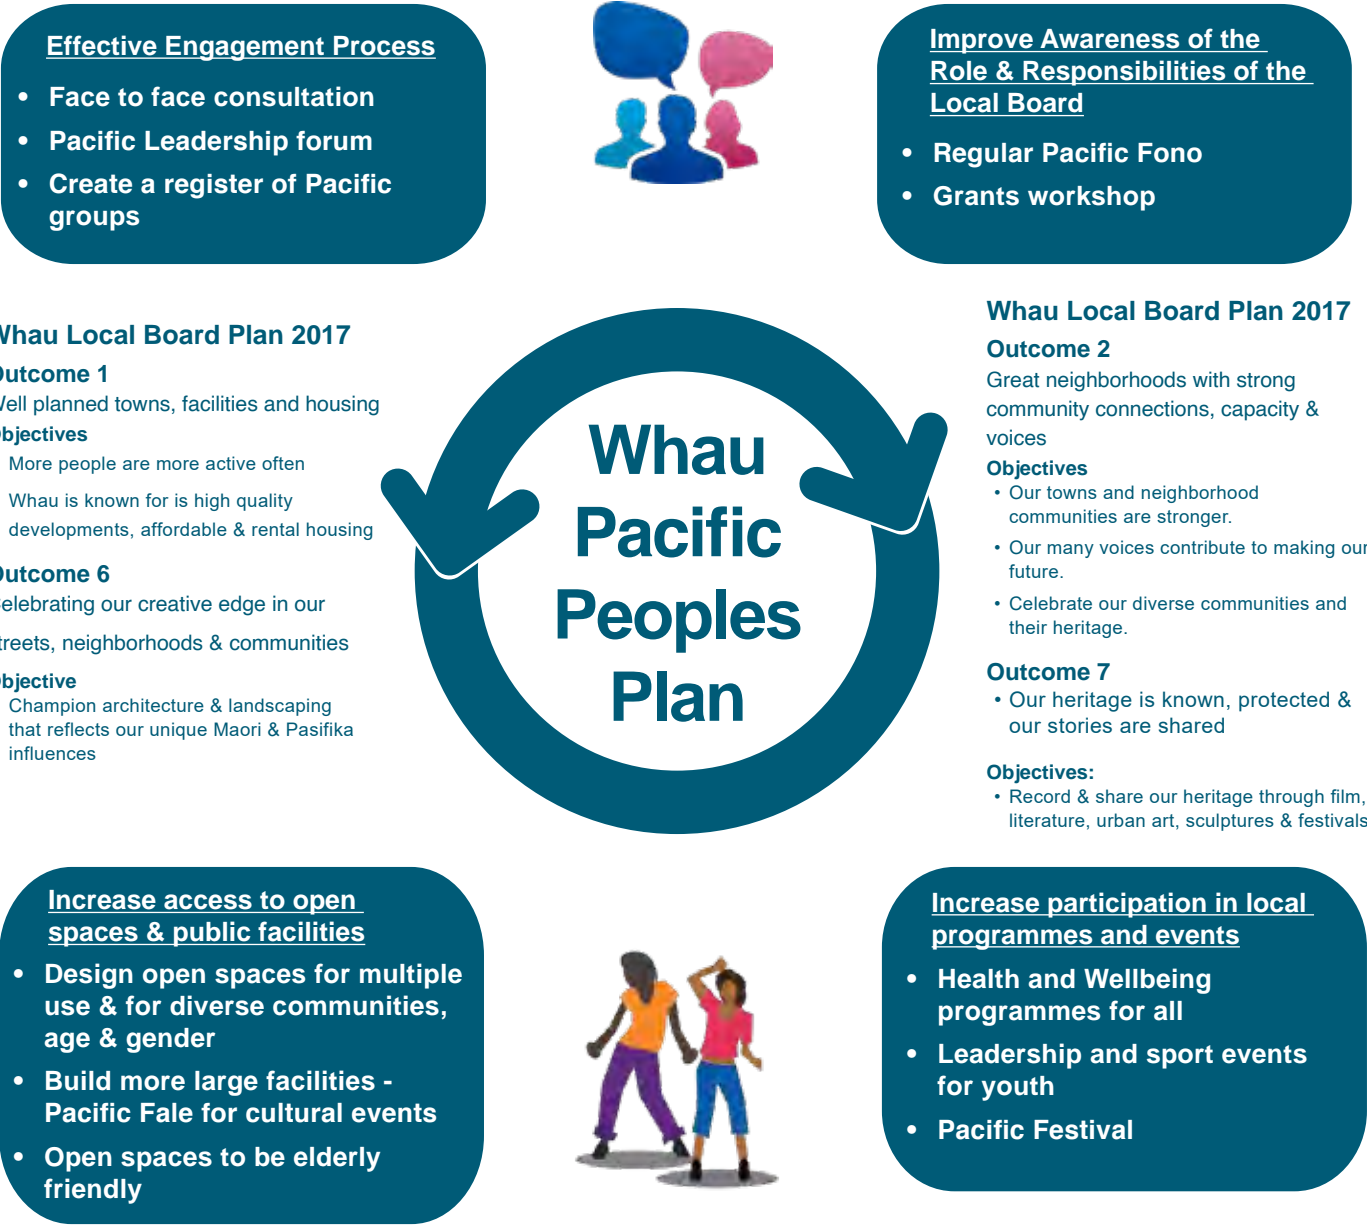 Effective Engagement Process
• Face to face consultation
• Pacific Leadership forum
• Create a register of Pacific
groups
Improve Awareness of the
Role & Responsibilities of the
Local Board
• Regular Pacific Fono
• Grants workshop
Whau Local Board Plan 2017
Outcome 1
Well planned towns, facilities and housing
Objectives
More people are more active often
Whau is known for is high quality
developments, affordable & rental housing
Outcome 6
Celebrating our creative edge in our
streets, neighborhoods & communities
Objective
Champion architecture & landscaping
that reflects our unique Maori & Pasifika
influences
Whau
Pacific
Peoples
Plan
Whau Local Board Plan 2017
Outcome 2
Great neighborhoods with strong
community connections, capacity &
voices
Objectives
• Our towns and neighborhood
communities are stronger.
• Our many voices contribute to making our
future.
• Celebrate our diverse communities and
their heritage.
Outcome 7
• Our heritage is known, protected &
our stories are shared
Objectives:
• Record & share our heritage through film,
literature, urban art, sculptures & festivals
Increase access to open
spaces & public facilities
• Design open spaces for multiple
use & for diverse communities,
age & gender
• Build more large facilities -
Pacific Fale for cultural events
• Open spaces to be elderly
friendly
Increase participation in local
programmes and events
• Health and Wellbeing
programmes for all
• Leadership and sport events
for youth
• Pacific Festival